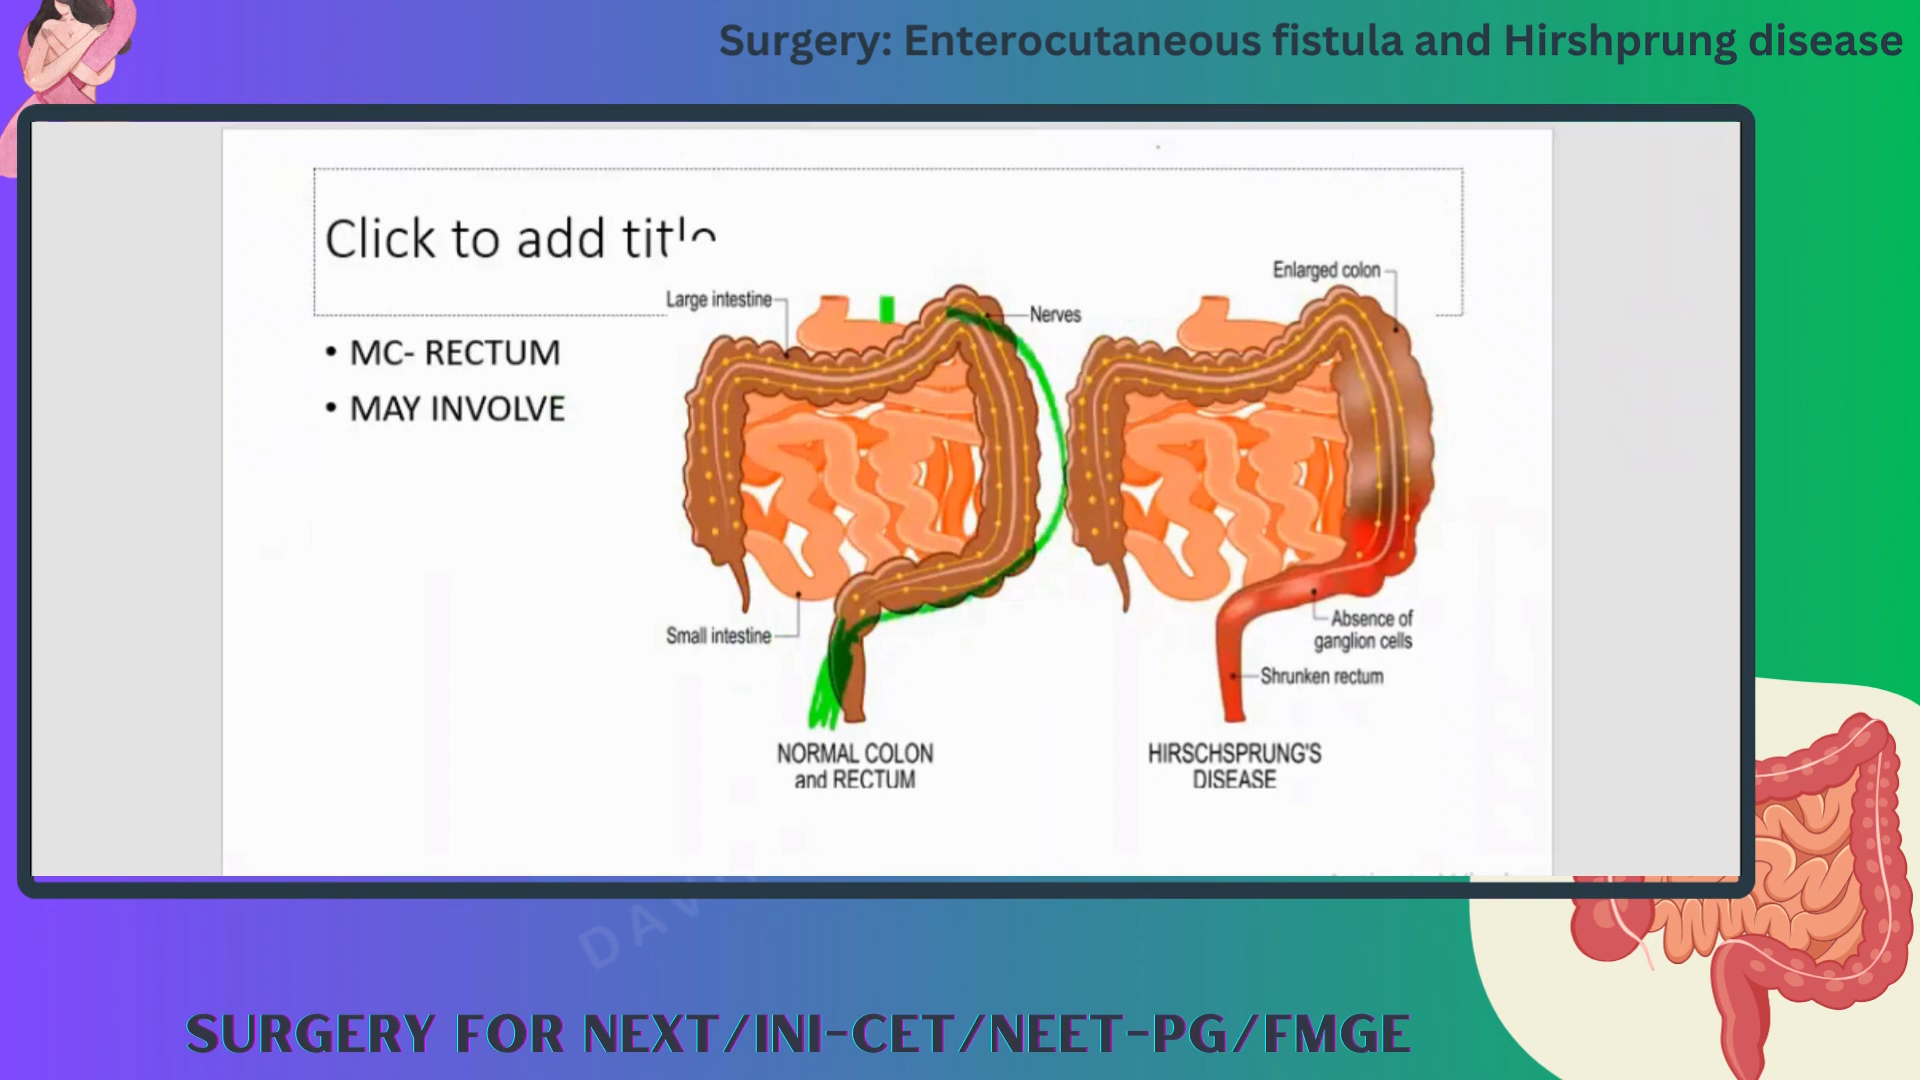 Surgery: Enterocutaneous fistula and Hirshprung disease
Click to add title
• MC- RECTUM
• MAY INVOLVE
Large intestine
Nerves
Small intestine
NORMAL COLON
and RECTUM
Enlarged colon
Absence of
ganglion cells
Shrunken rectum
HIRSCHSPRUNG'S
DISEASE
SURGERY FOR NEXT/INI-CET/NEET-PG/FMGE